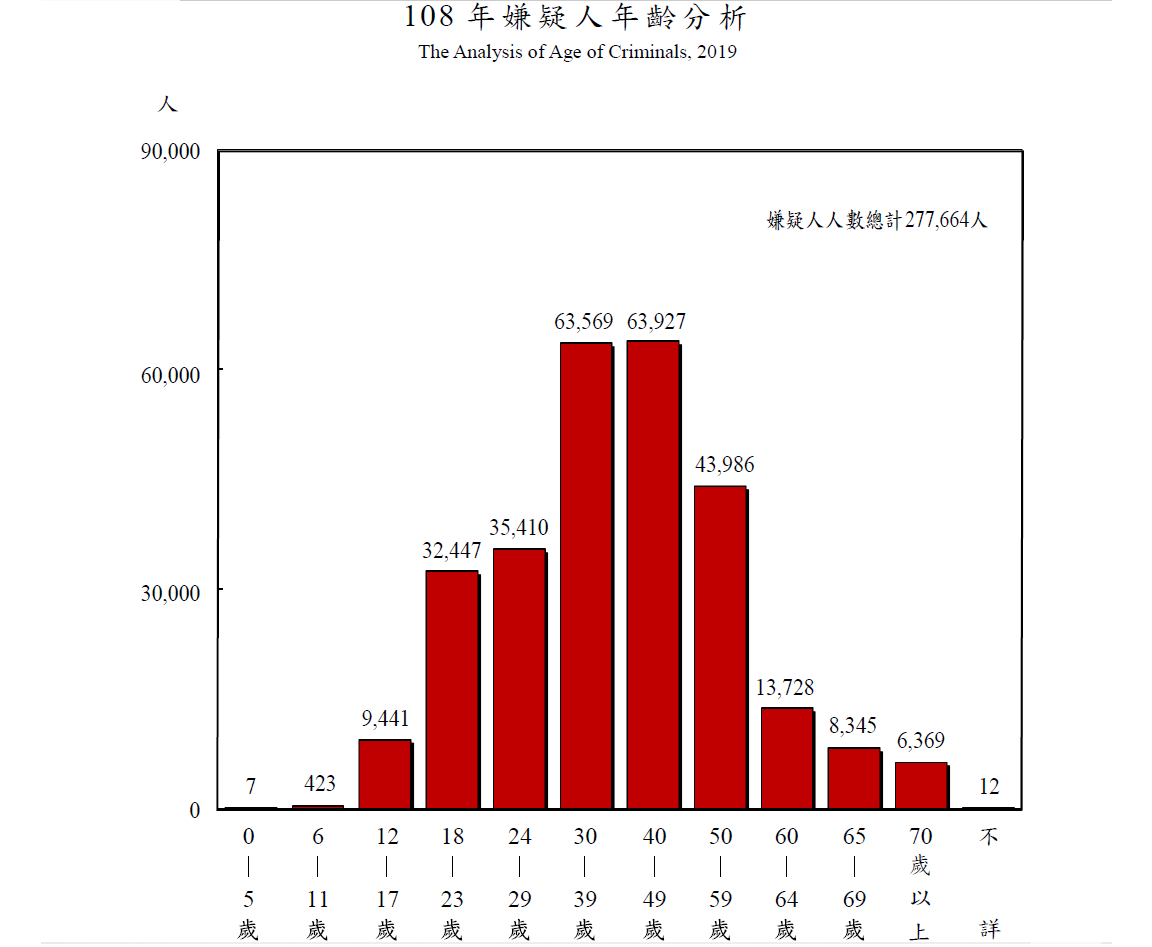 108 年嫌疑人年齡分析
The Analysis of Age of Criminals, 2019
人
90,000
嫌疑人人數總計277,664人
63,569 63,927
60,000
43,986
35,410
32,447
30,000
13,728
9,441
8,345
6,369
7
423
12
0
0 6 12 18 24 30 40 50 60 65 70 不
歲
5 11 17 23 29 39 49 59 64 69 以
歲 歲 歲 歲 歲 歲 歲 歲 歲 歲 上 詳